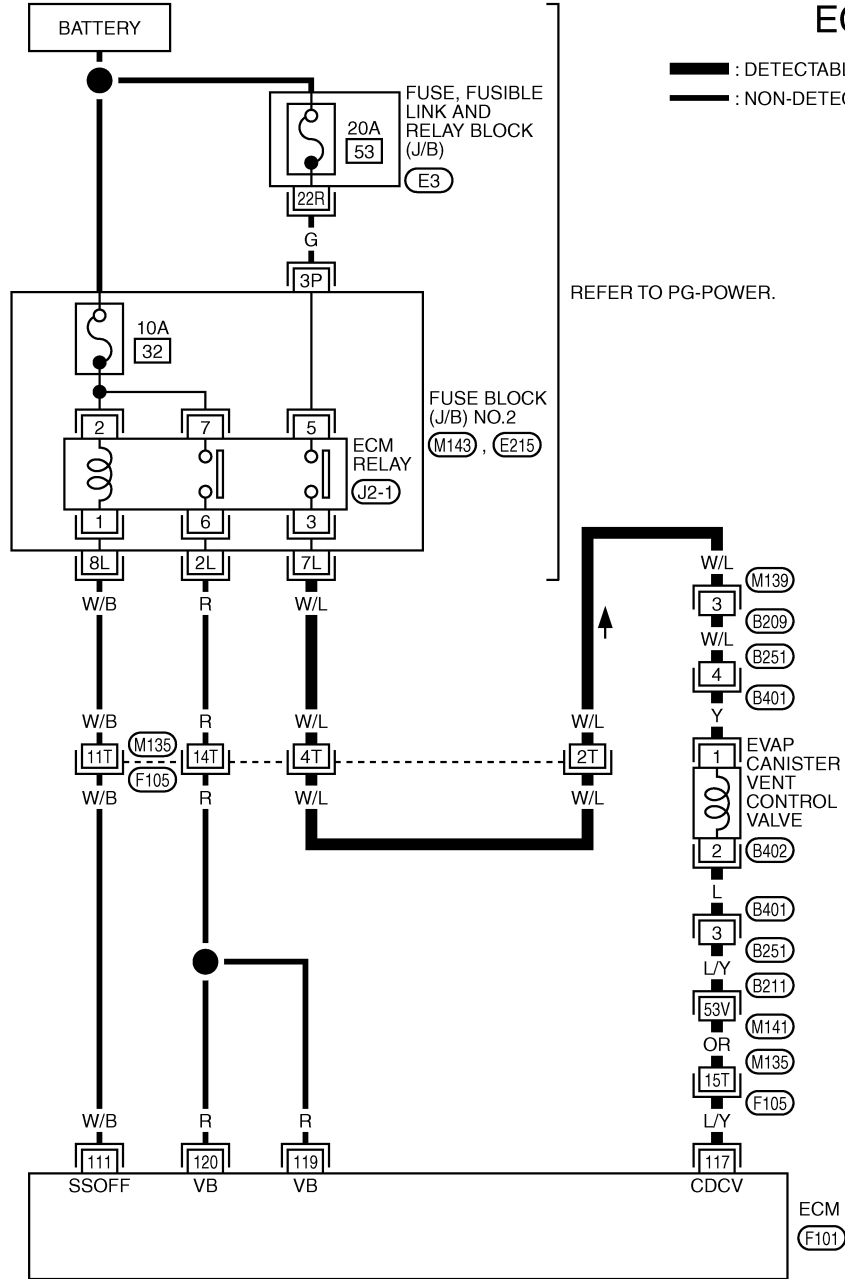 BATTERY
EC
: DETECTABL
: NON-DETEC
FUSE, FUSIBLE
LINK AND
RELAY BLOCK
(J/B)
E3
20A
53
22R
G
3P
REFER TO PG-POWER.
10A
32
FUSE BLOCK
(J/B) NO.2
M143 , E215
2
7
5
ECM
RELAY
J2-1
1
6
3
8L
2L
7L
W/B
R
W/L
W/L
M139
3
B209
W/L
B251
4
B401
Y
W/B
R
W/L
W/L
11T
M135
F105
14T
4T
2T
W/B
R
W/L
W/L
1
EVAP
CANISTER
VENT
CONTROL
VALVE
2
B402
L
B401
3
B251
L/Y
B211
53V
M141
OR
M135
15T
F105
W/B
R
R
L/Y
111
120
119
117
SSOFF
VB
VB
CDCV
ECM
F101